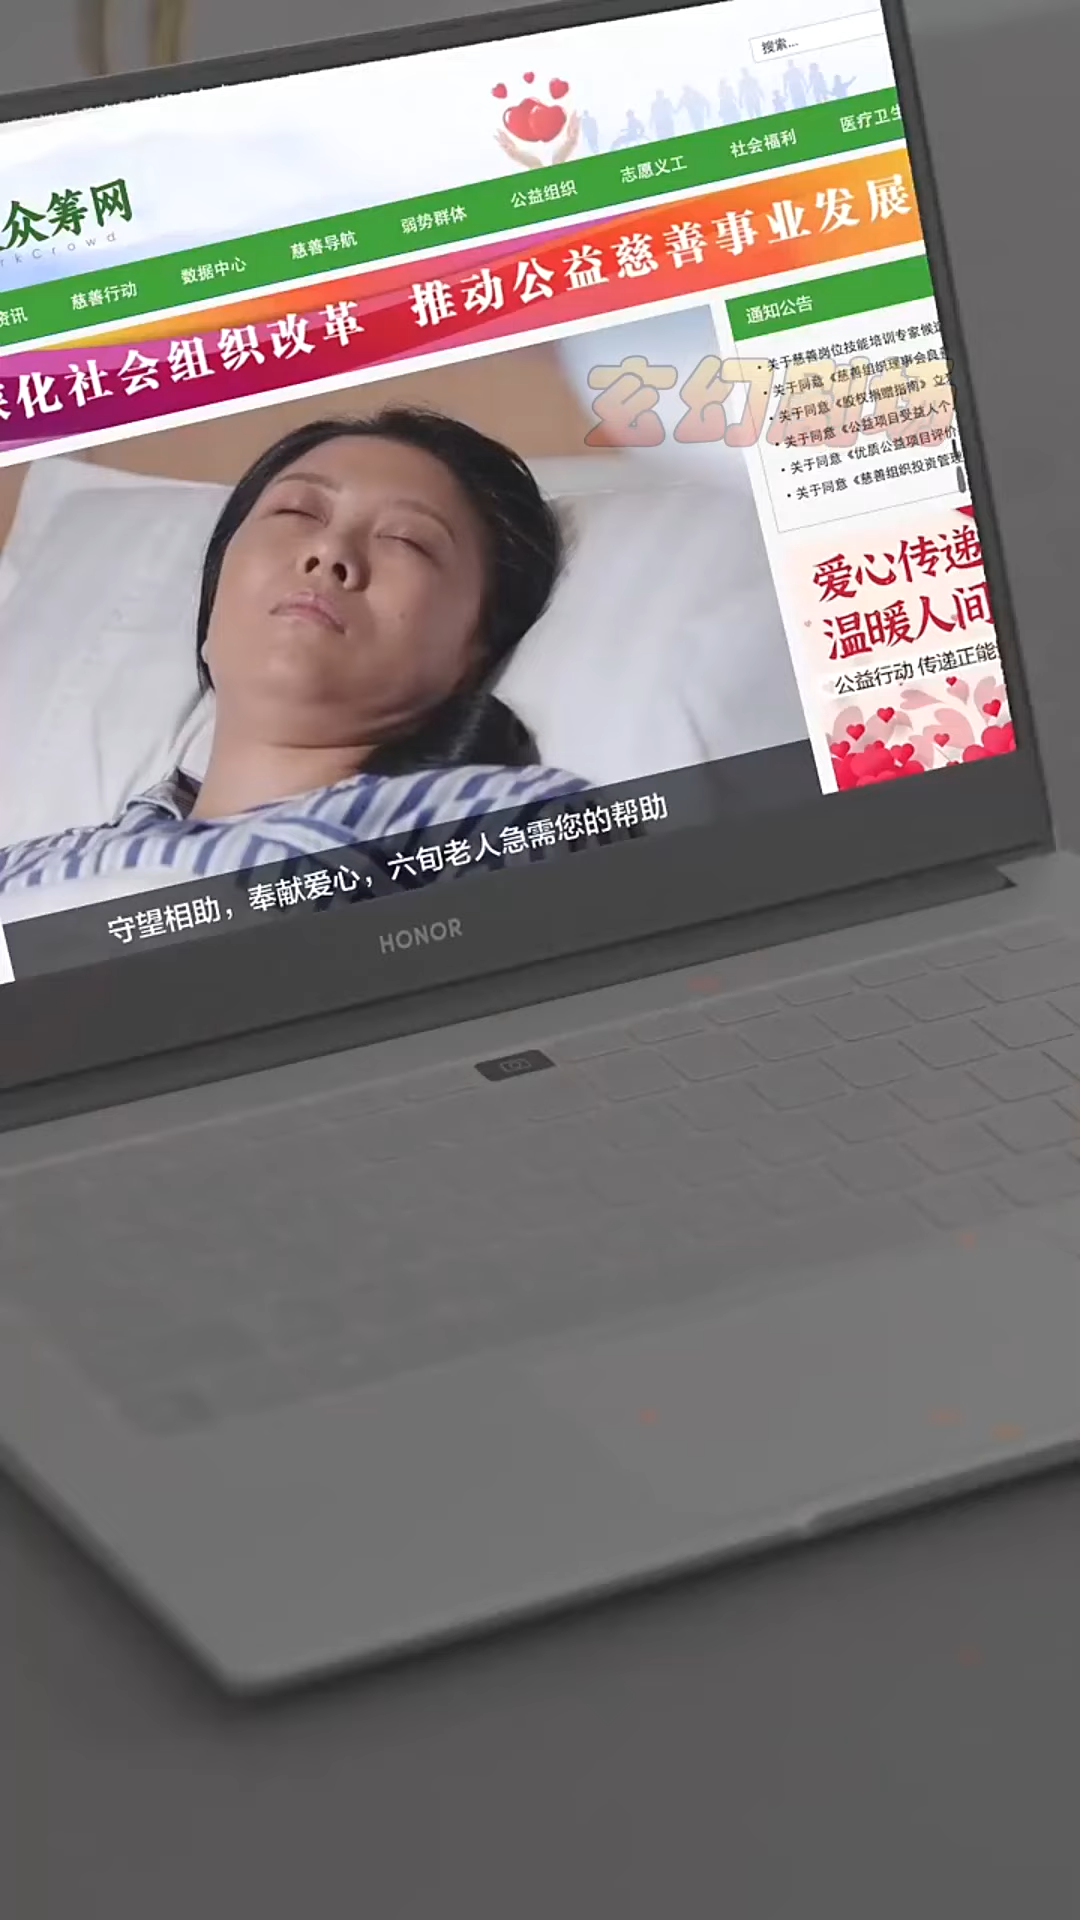 搜索...
众筹网
rkCrowd
资讯 慈善行动 数据中心 慈善导航 弱势群体 公益组织 志愿义工 社会福利 医疗卫生
深化社会组织改革 推动公益慈善事业发展
通知公告
• 关于慈善岗位技能培训专家候选
• 关于同意《慈善组织理事会良
• 关于同意《股权捐赠指南》立
• 关于同意《公益项目受益人个
• 关于同意《优质公益项目评价
• 关于同意《慈善组织投资管理
玄幻剧场
爱心传递
温暖人间
公益行动 传递正能
守望相助，奉献爱心，六旬老人急需您的帮助
HONOR